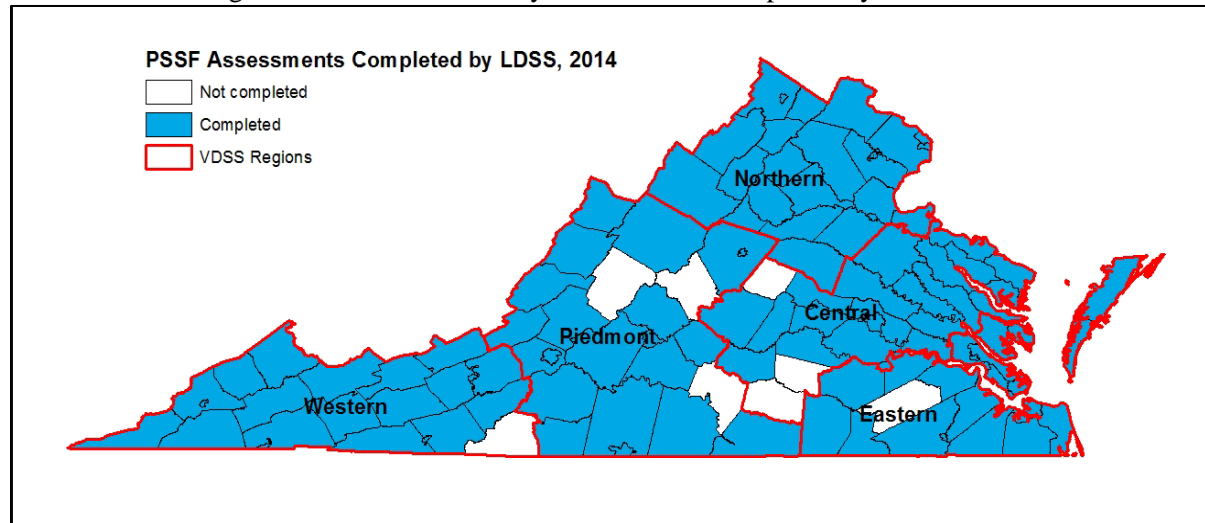 PSSF Assessments Completed by LDSS, 2014
Not completed
Completed
VDSS Regions
Northern
Central
Piedmont
Western
Eastern